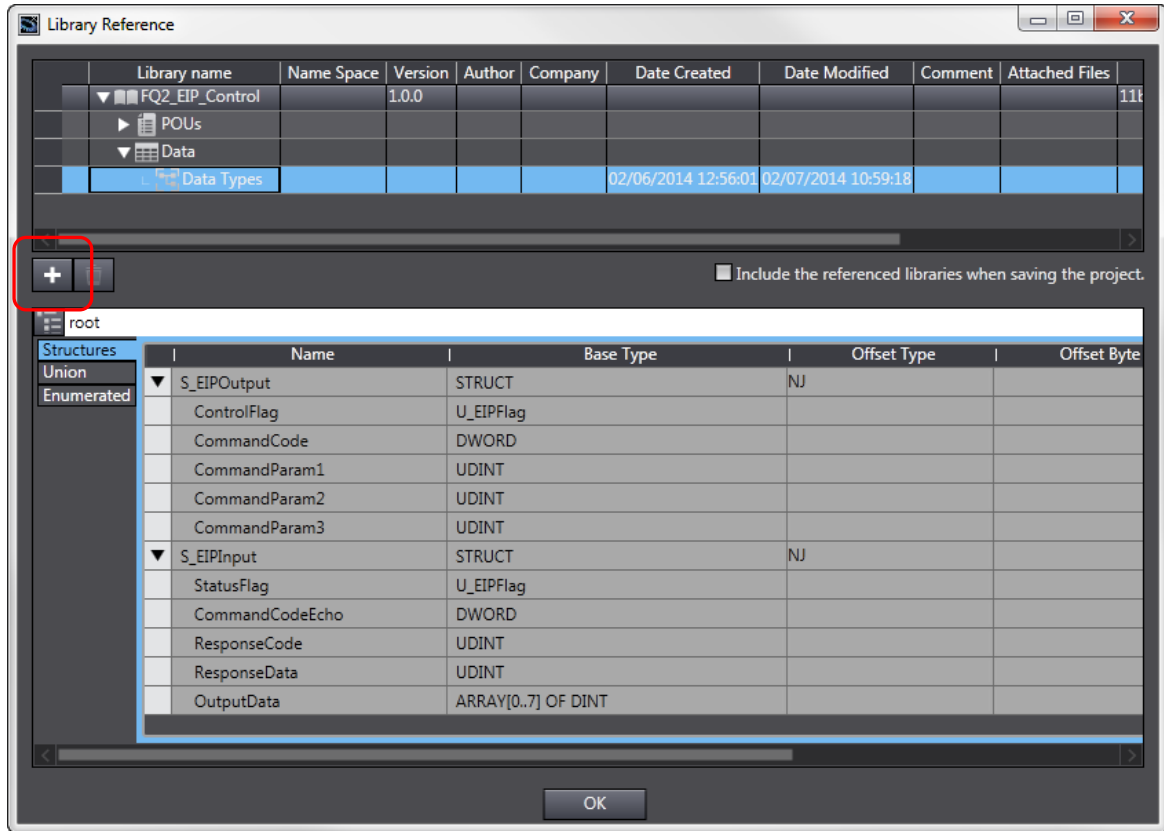 Library Reference
Library name Name Space Version Author Company Date Created Date Modified Comment Attached Files
FQ2_EIP_Control 1.0.0 11b
POUs
Data
Data Types 02/06/2014 12:56:01 02/07/2014 10:59:18
Include the referenced libraries when saving the project.
root
Structures
Union
Enumerated
Name Base Type Offset Type Offset Byte
S_EIPOutput STRUCT NJ
ControlFlag U_EIPFlag
CommandCode DWORD
CommandParam1 UDINT
CommandParam2 UDINT
CommandParam3 UDINT
S_EIPInput STRUCT NJ
StatusFlag U_EIPFlag
CommandCodeEcho DWORD
ResponseCode UDINT
ResponseData UDINT
OutputData ARRAY[0..7] OF DINT
OK